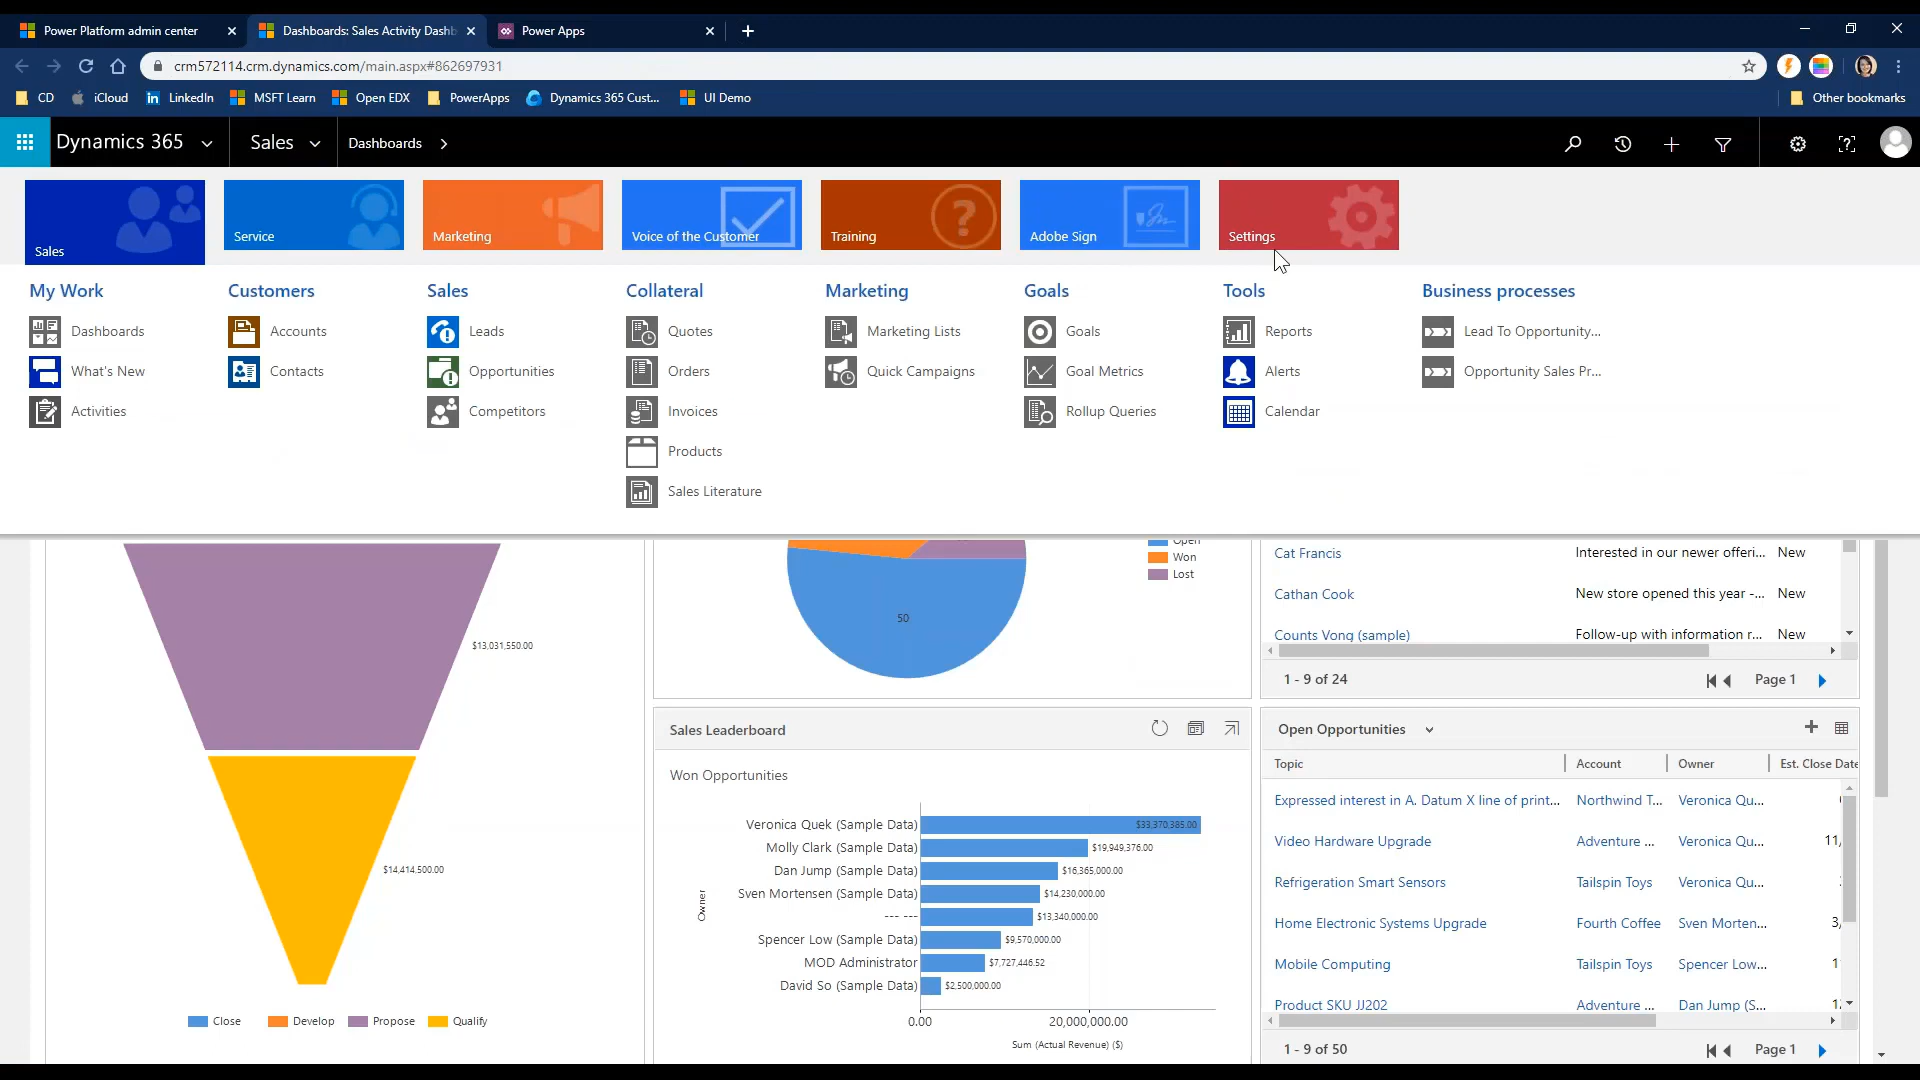 Power Platform admin center
Dashboards: Sales Activity Dashb
Power Apps
crm572114.crm.dynamics.com/main.aspx#862697931
CD
iCloud
LinkedIn
MSFT Learn
Open EDX
PowerApps
Dynamics 365 Cust...
UI Demo
Other bookmarks
Dynamics 365
Sales
Dashboards
Sales
Service
Marketing
Voice of the Customer
Training
Adobe Sign
Settings
My Work
Dashboards
What's New
Activities
Customers
Accounts
Contacts
Sales
Leads
Opportunities
Competitors
Collateral
Quotes
Orders
Invoices
Products
Sales Literature
Marketing
Marketing Lists
Quick Campaigns
Goals
Goals
Goal Metrics
Rollup Queries
Tools
Reports
Alerts
Calendar
Business processes
Lead To Opportunity...
Opportunity Sales Pr...
$13,031,550.00
$14,414,500.00
Close
Develop
Propose
Qualify
50
Open
Won
Lost
Cat Francis Interested in our newer offeri... New
Cathan Cook New store opened this year -... New
Counts Vong (sample) Follow-up with information r... New
1 - 9 of 24
Page 1
Sales Leaderboard
Won Opportunities
Owner
Veronica Quek (Sample Data) $33,370,385.00
Molly Clark (Sample Data) $19,949,376.00
Dan Jump (Sample Data) $16,365,000.00
Sven Mortensen (Sample Data) $14,230,000.00
--- --- $13,340,000.00
Spencer Low (Sample Data) $9,570,000.00
MOD Administrator $7,727,446.52
David So (Sample Data) $2,500,000.00
0.00 20,000,000.00
Sum (Actual Revenue) ($)
Open Opportunities
Topic Account Owner Est. Close Date
Expressed interest in A. Datum X line of print... Northwind T... Veronica Qu...
Video Hardware Upgrade Adventure ... Veronica Qu... 11/
Refrigeration Smart Sensors Tailspin Toys Veronica Qu...
Home Electronic Systems Upgrade Fourth Coffee Sven Morten... 3/
Mobile Computing Tailspin Toys Spencer Low... 1
Product SKU JJ202 Adventure ... Dan Jump (S...
1 - 9 of 50
Page 1